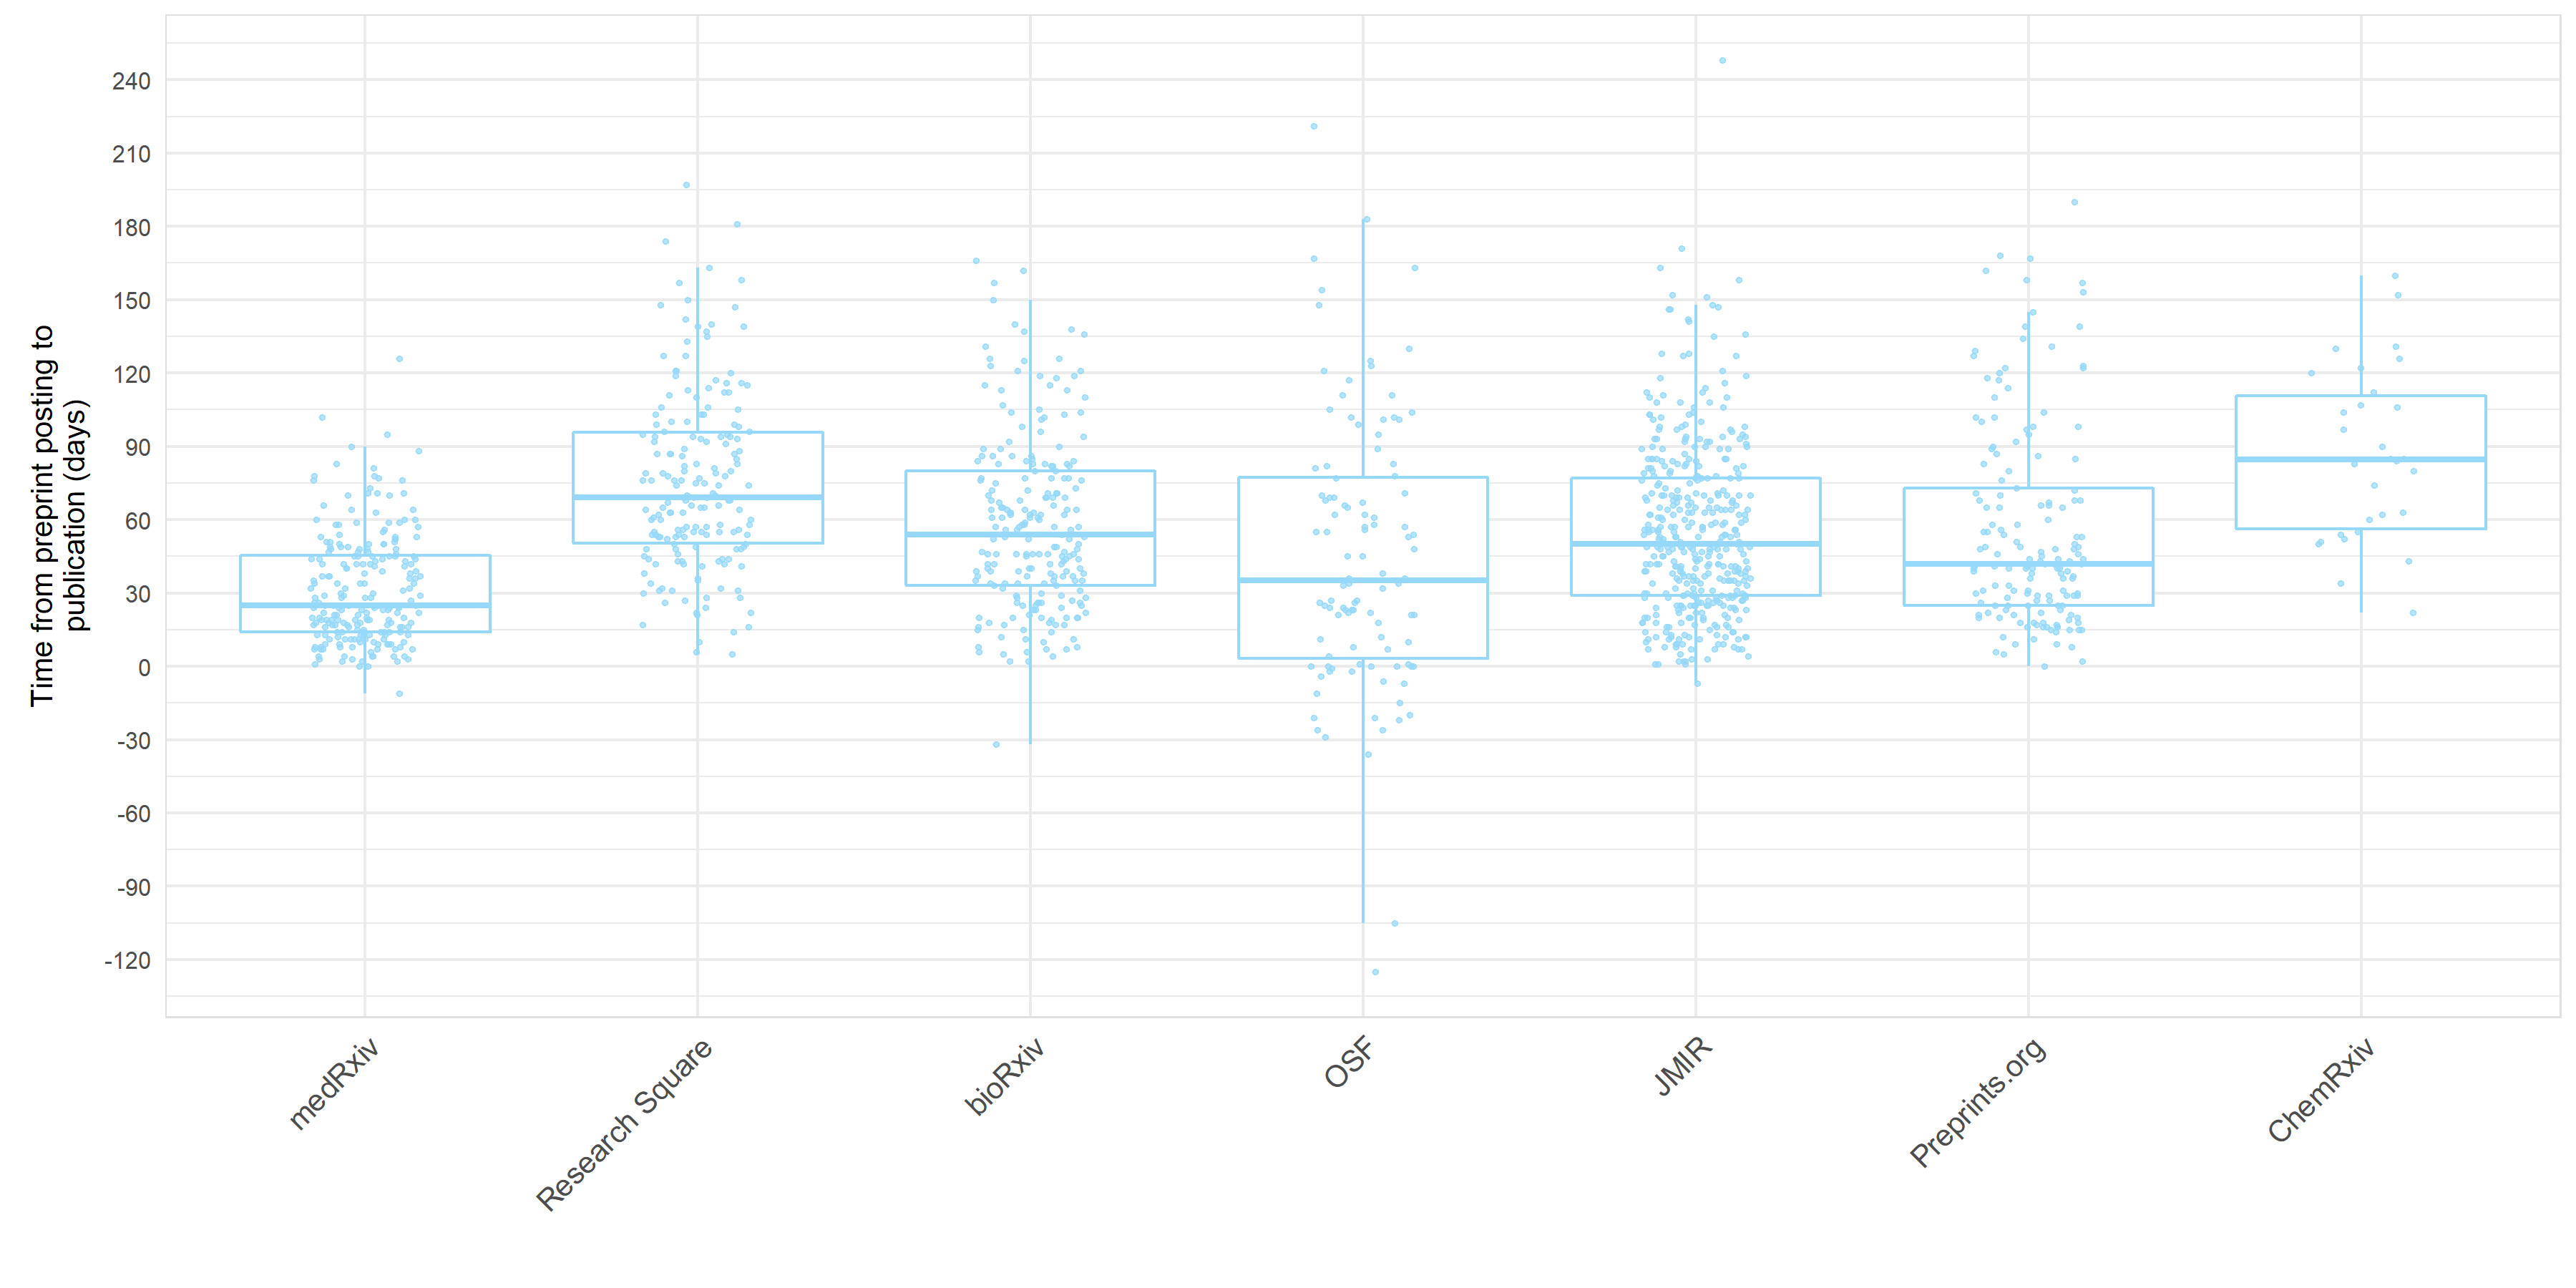 Time from preprint posting to
publication (days)
240
210
180
150
120
90
60
30
0
-30
-60
-90
-120
medRxiv
Research Square
bioRxiv
OSF
JMIR
Preprints.org
ChemRxiv